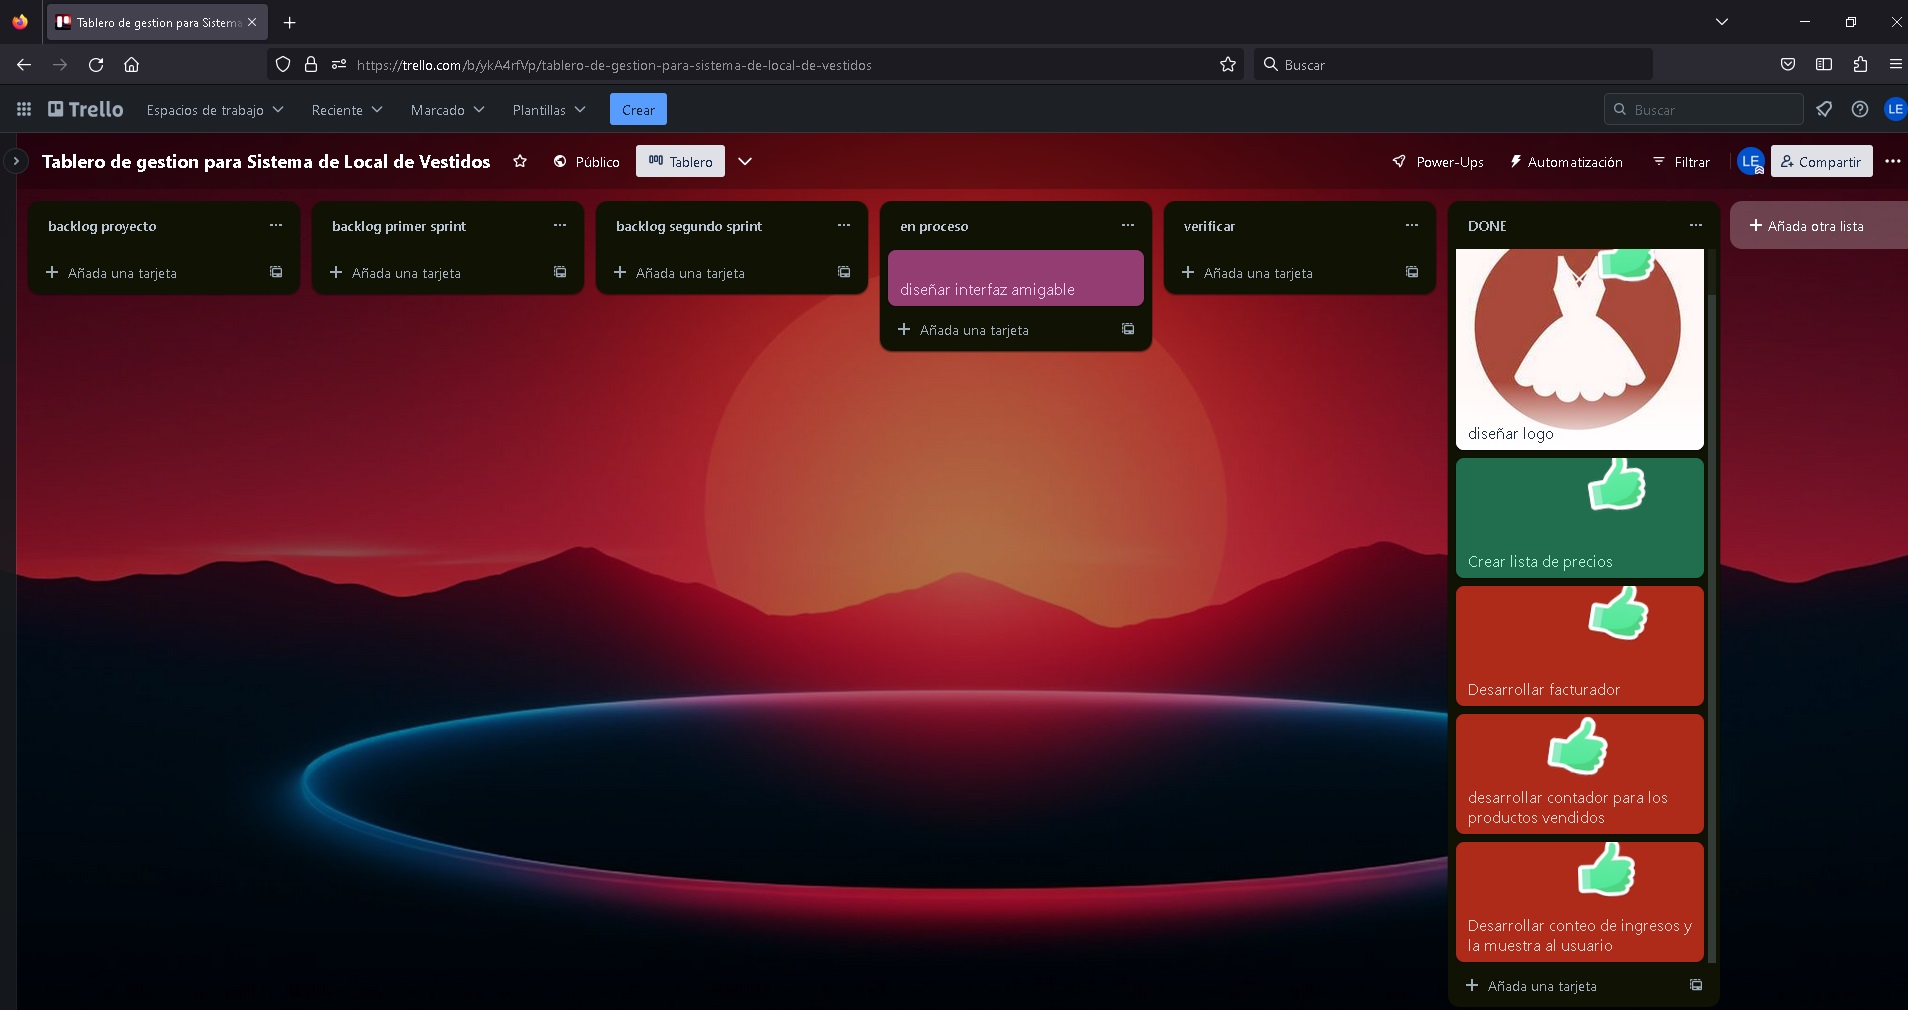 Tablero de gestion para Sistema
https://trello.com/b/ykA4rfVp/tablero-de-gestion-para-sistema-de-local-de-vestidos
Buscar
Trello
Espacios de trabajo
Reciente
Marcado
Plantillas
Crear
Buscar
LE
Tablero de gestion para Sistema de Local de Vestidos
Público
Tablero
Power-Ups
Automatización
Filtrar
LE
Compartir
backlog proyecto
Añada una tarjeta
backlog primer sprint
Añada una tarjeta
backlog segundo sprint
Añada una tarjeta
en proceso
diseñar interfaz amigable
Añada una tarjeta
verificar
Añada una tarjeta
DONE
diseñar logo
Crear lista de precios
Desarrollar facturador
desarrollar contador para los
productos vendidos
Desarrollar conteo de ingresos y
la muestra al usuario
Añada una tarjeta
Añada otra lista